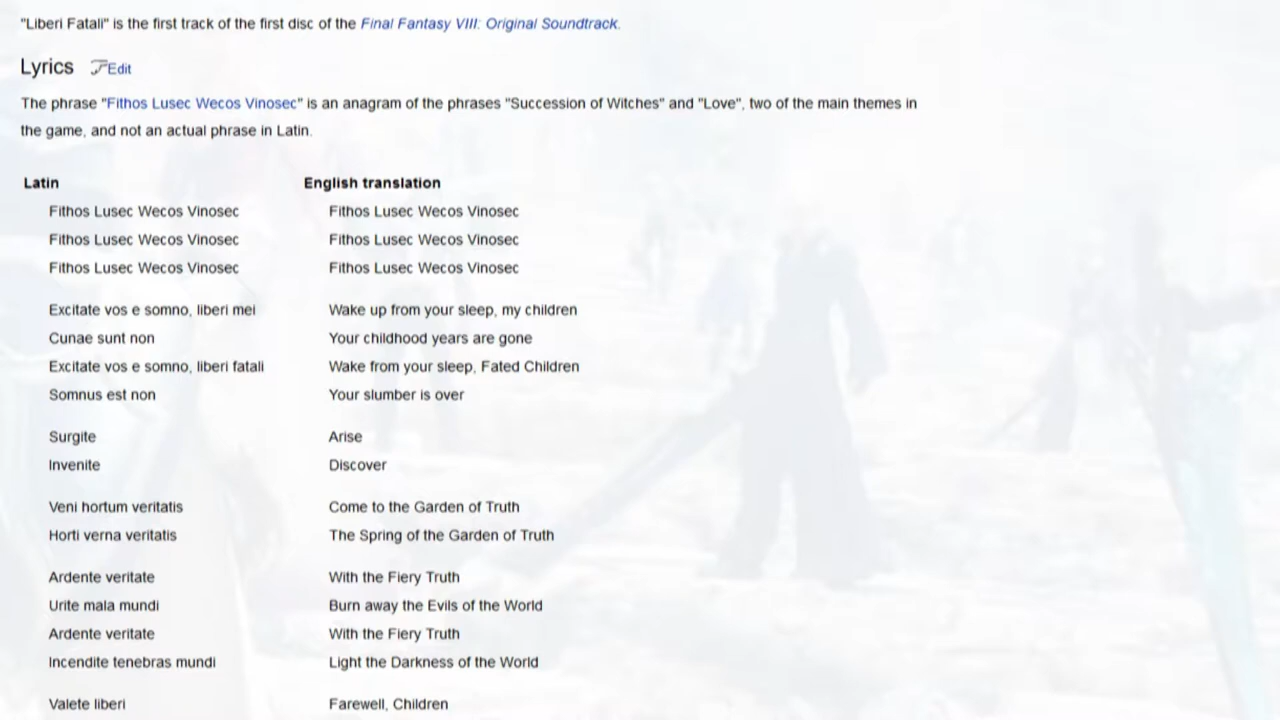 "Liberi Fatali" is the first track of the first disc of the Final Fantasy VIII: Original Soundtrack.
Lyrics Edit
The phrase "Fithos Lusec Wecos Vinosec" is an anagram of the phrases "Succession of Witches" and "Love", two of the main themes in
the game, and not an actual phrase in Latin.
Latin English translation
Fithos Lusec Wecos Vinosec Fithos Lusec Wecos Vinosec
Fithos Lusec Wecos Vinosec Fithos Lusec Wecos Vinosec
Fithos Lusec Wecos Vinosec Fithos Lusec Wecos Vinosec
Excitate vos e somno, liberi mei Wake up from your sleep, my children
Cunae sunt non Your childhood years are gone
Excitate vos e somno, liberi fatali Wake from your sleep, Fated Children
Somnus est non Your slumber is over
Surgite Arise
Invenite Discover
Veni hortum veritatis Come to the Garden of Truth
Horti verna veritatis The Spring of the Garden of Truth
Ardente veritate With the Fiery Truth
Urite mala mundi Burn away the Evils of the World
Ardente veritate With the Fiery Truth
Incendite tenebras mundi Light the Darkness of the World
Valete liberi Farewell, Children